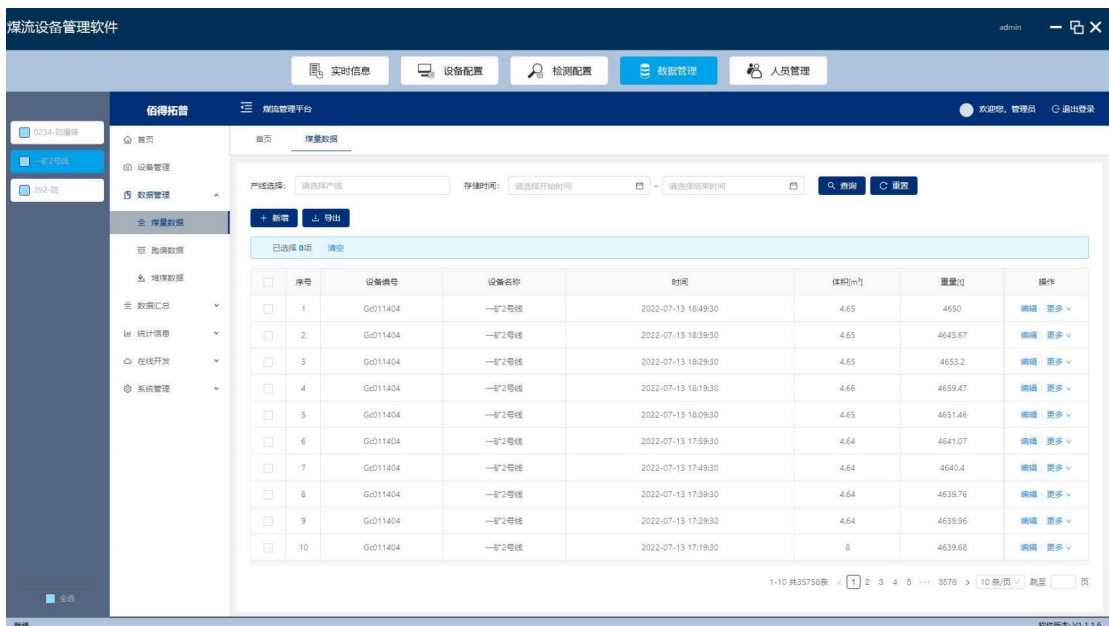 煤流设备管理软件 admin
实时信息 设备配置 检测配置 数据管理 人员管理
佰得拓普 煤流管理平台 欢迎您，管理员 退出登录
0234-防爆箱
一矿2号线
392-防
首页
设备管理
数据管理
煤量数据
跑偏数据
堆煤数据
数据汇总
统计信息
在线开发
系统管理
首页 煤量数据
产线选择： 请选择产线 存储时间： 请选择开始时间 ~ 请选择结束时间 查询 重置
+ 新增 导出
已选择 0项 清空
序号 设备编号 设备名称 时间 体积[m³] 重量[t] 操作
1 Gc011404 一矿2号线 2022-07-13 18:49:30 4.65 4650 编辑 更多
2 Gc011404 一矿2号线 2022-07-13 18:39:30 4.65 4645.67 编辑 更多
3 Gc011404 一矿2号线 2022-07-13 18:29:30 4.65 4653.2 编辑 更多
4 Gc011404 一矿2号线 2022-07-13 18:19:30 4.66 4659.47 编辑 更多
5 Gc011404 一矿2号线 2022-07-13 18:09:30 4.65 4651.46 编辑 更多
6 Gc011404 一矿2号线 2022-07-13 17:59:30 4.64 4641.07 编辑 更多
7 Gc011404 一矿2号线 2022-07-13 17:49:30 4.64 4640.4 编辑 更多
8 Gc011404 一矿2号线 2022-07-13 17:39:30 4.64 4639.76 编辑 更多
9 Gc011404 一矿2号线 2022-07-13 17:29:30 4.64 4639.96 编辑 更多
10 Gc011404 一矿2号线 2022-07-13 17:19:30 8 4639.68 编辑 更多
1-10 共35758条 < 1 2 3 4 5 ··· 3576 > 10 条/页 跳至 页
全选
就绪 软件版本: V1.1.1.6